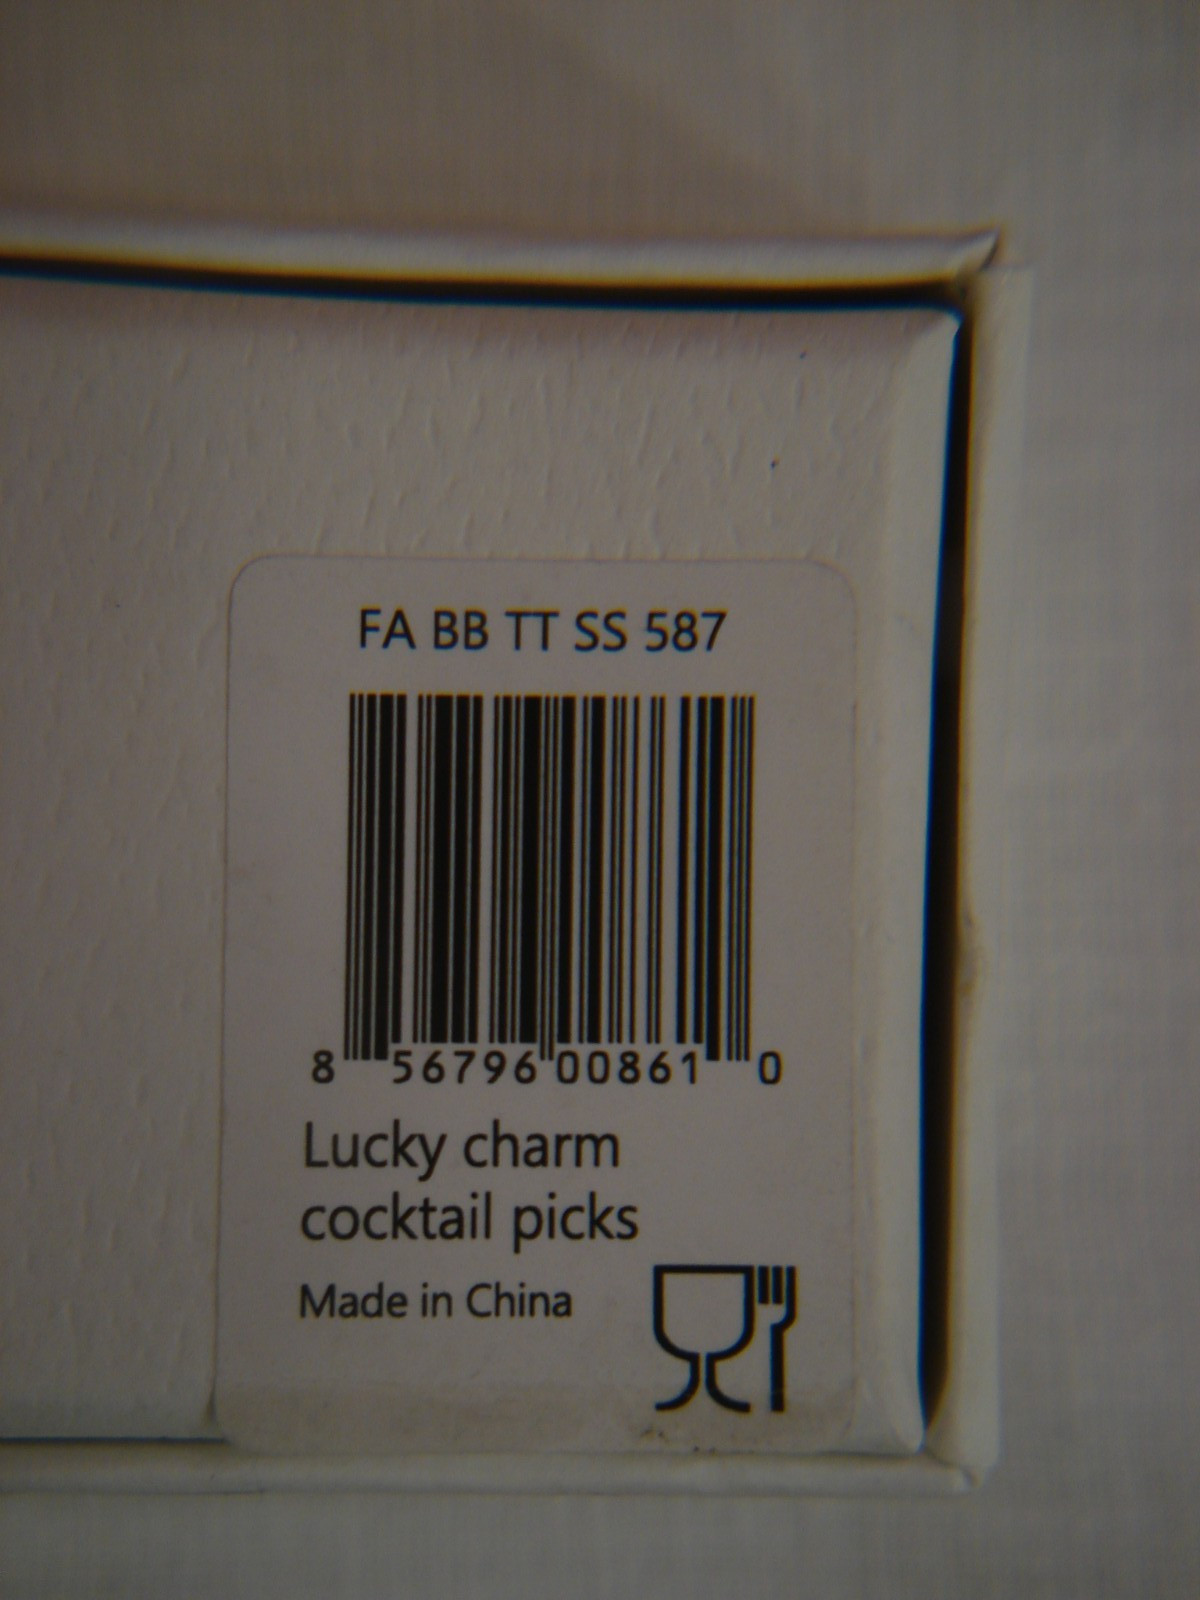 FA BB TT SS 587
8 56796 00861 0
Lucky charm
cocktail picks
Made in China